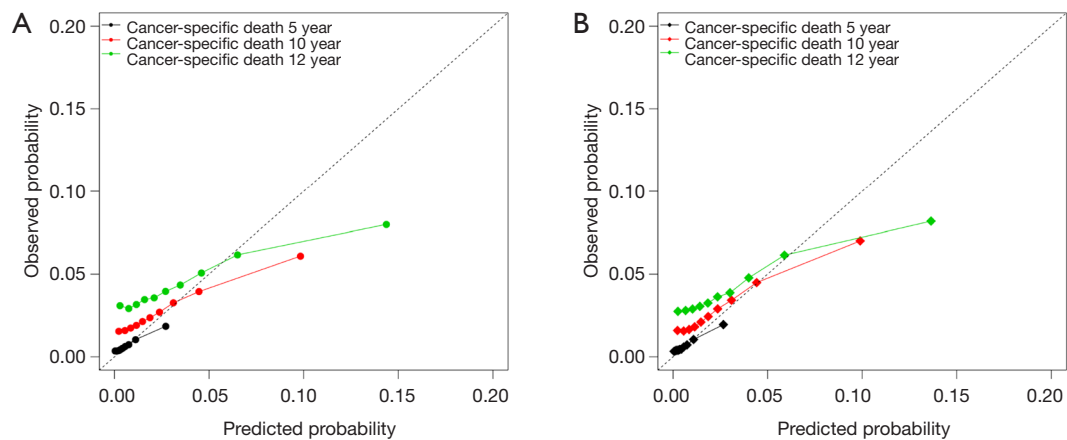 A
Cancer-specific death 5 year
Cancer-specific death 10 year
Cancer-specific death 12 year
0.20
0.15
0.10
0.05
0.00
Observed probability
0.00 0.05 0.10 0.15 0.20
Predicted probability
B
Cancer-specific death 5 year
Cancer-specific death 10 year
Cancer-specific death 12 year
0.20
0.15
0.10
0.05
0.00
Observed probability
0.00 0.05 0.10 0.15 0.20
Predicted probability